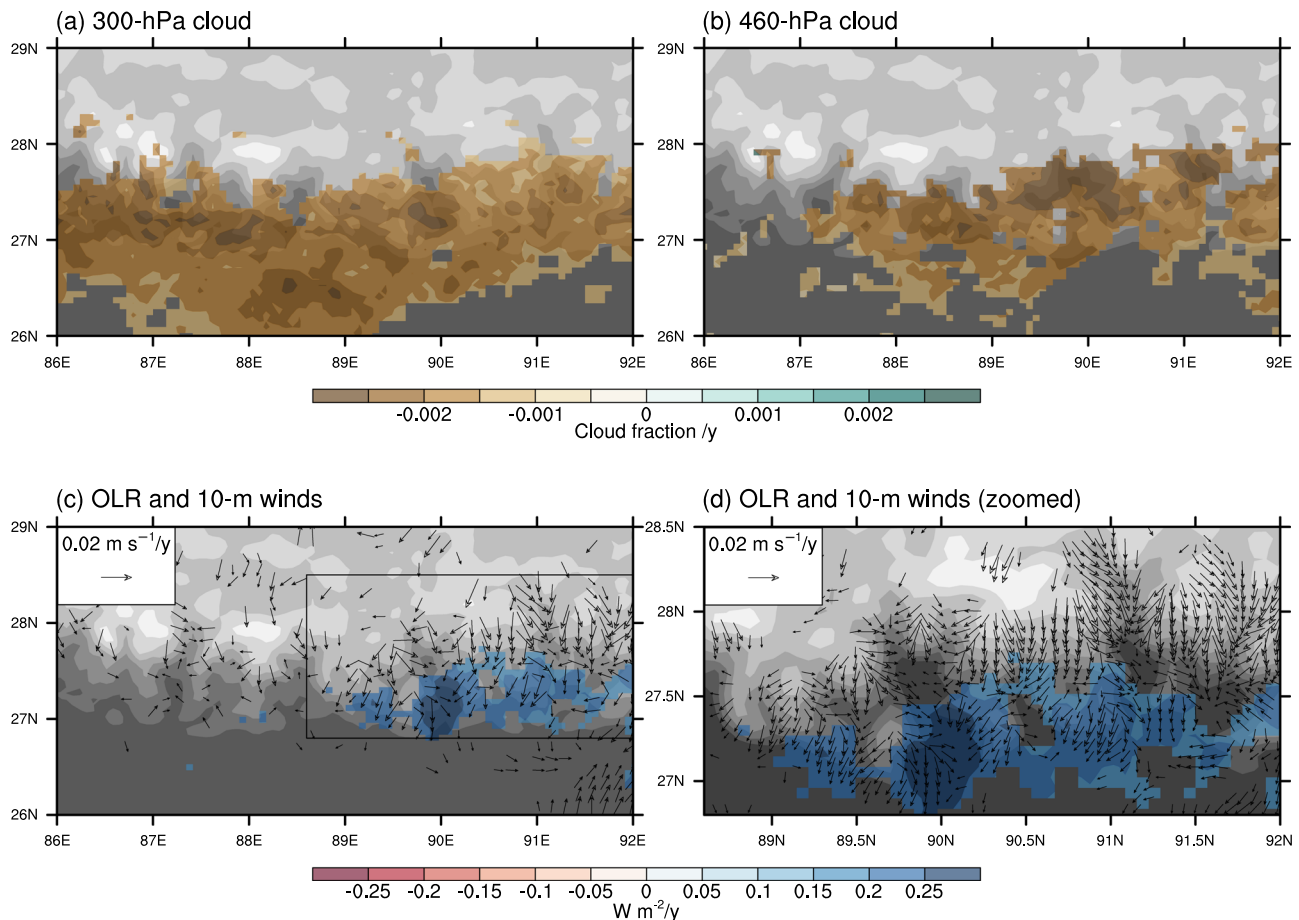 (a) 300-hPa cloud
(b) 460-hPa cloud
29N
28N
27N
26N
86E 87E 88E 89E 90E 91E 92E
29N
28N
27N
26N
86E 87E 88E 89E 90E 91E 92E
-0.002 -0.001 0 0.001 0.002
Cloud fraction /y
(c) OLR and 10-m winds
(d) OLR and 10-m winds (zoomed)
29N
28N
27N
26N
0.02 m s⁻¹/y
86E 87E 88E 89E 90E 91E 92E
28.5N
28N
27.5N
27N
0.02 m s⁻¹/y
89N 89.5N 90N 90.5N 91N 91.5N 92N
-0.25 -0.2 -0.15 -0.1 -0.05 0 0.05 0.1 0.15 0.2 0.25
W m⁻²/y